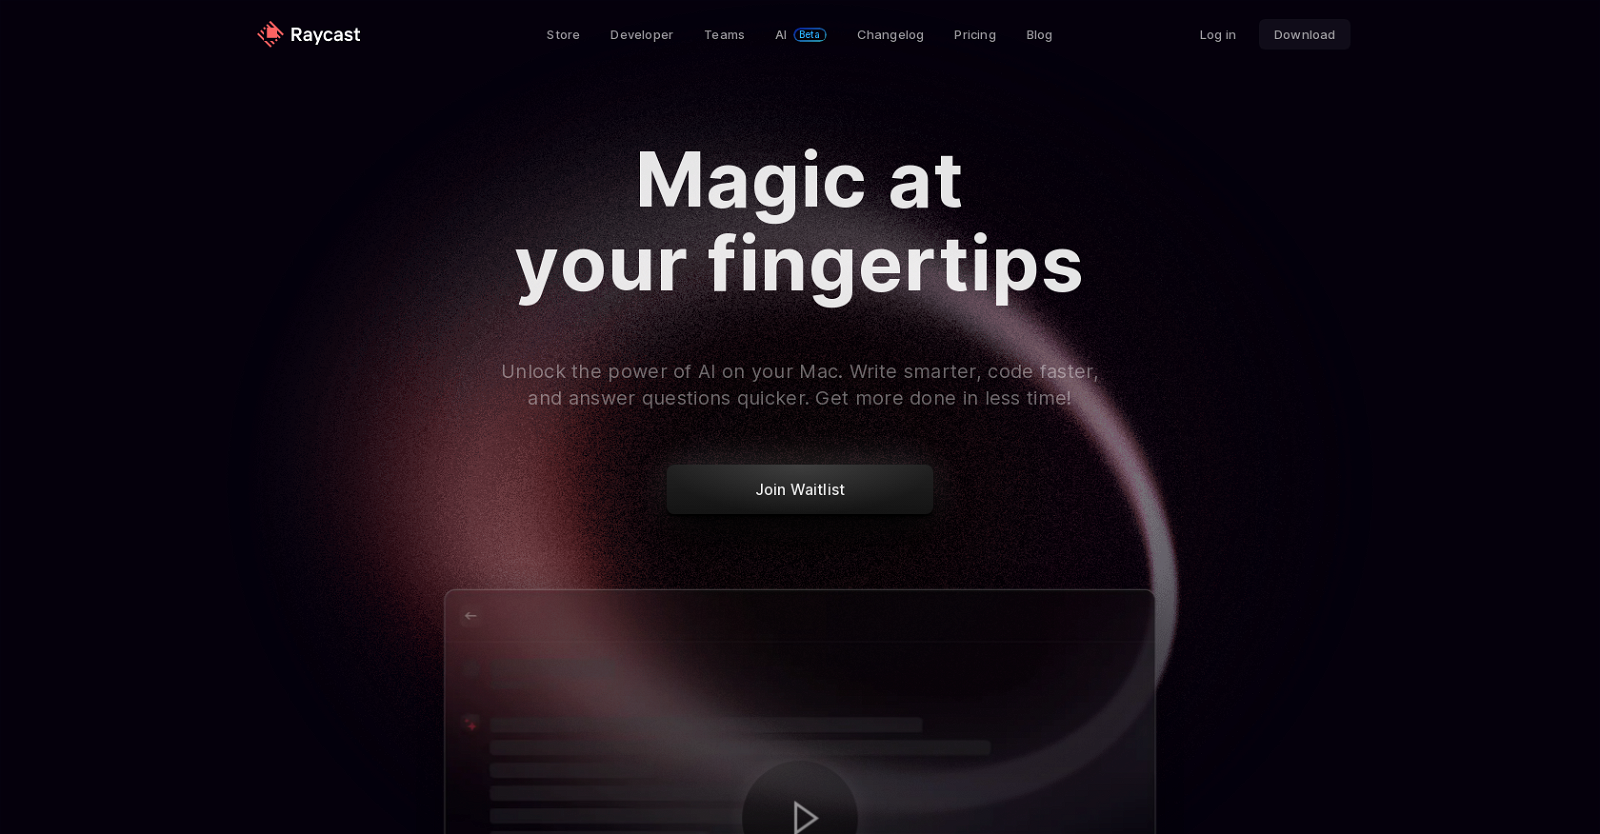 Raycast
Store
Developer
Teams
AI Beta
Changelog
Pricing
Blog
Log in
Download
Magic at
your fingertips
Unlock the power of AI on your Mac. Write smarter, code faster,
and answer questions quicker. Get more done in less time!
Join Waitlist